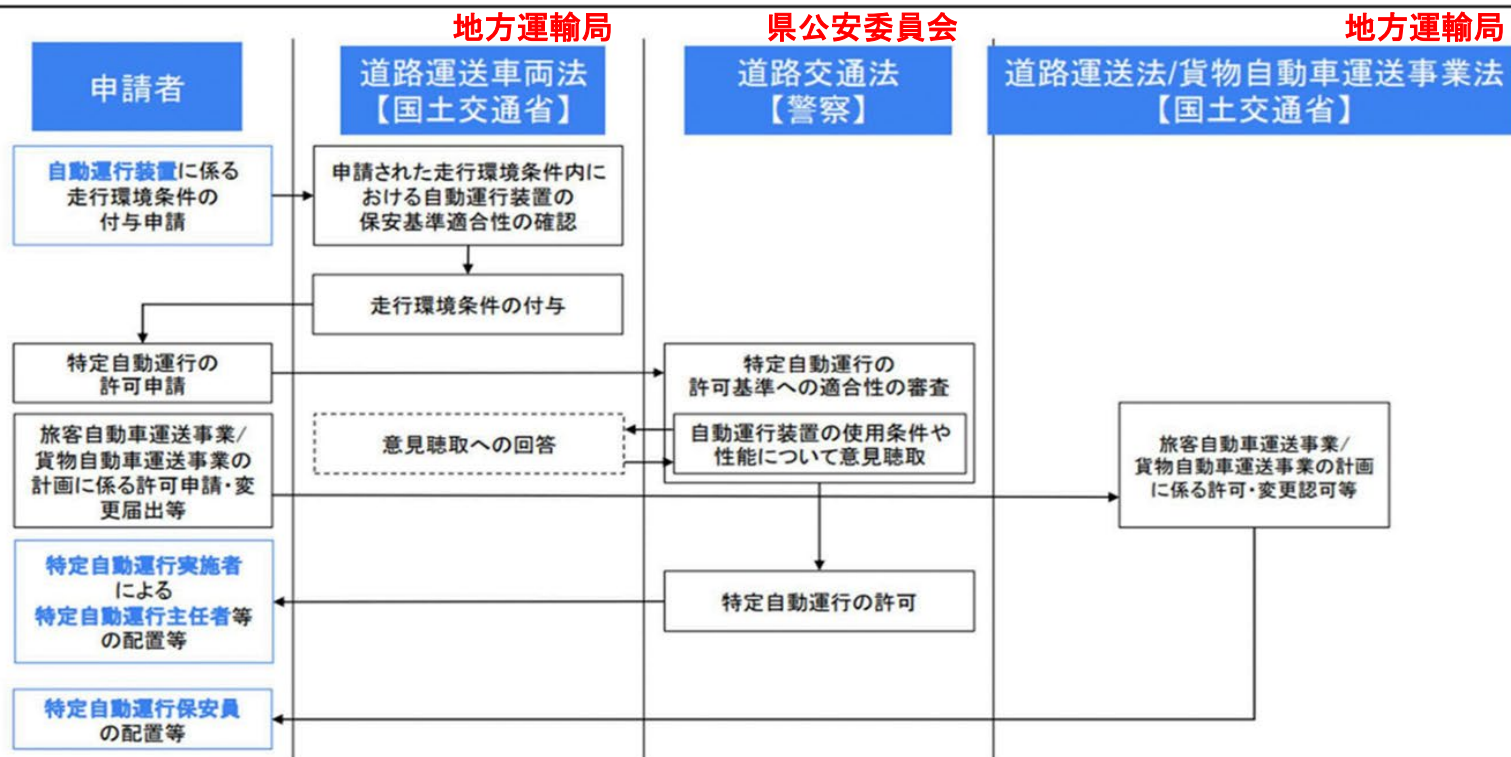 地方運輸局
県公安委員会
地方運輸局
申請者
道路運送車両法
【国土交通省】
道路交通法
【警察】
道路運送法/貨物自動車運送事業法
【国土交通省】
自動運行装置に係る
走行環境条件の
付与申請
申請された走行環境条件内に
おける自動運行装置の
保安基準適合性の確認
走行環境条件の付与
特定自動運行の
許可申請
特定自動運行の
許可基準への適合性の審査
旅客自動車運送事業/
貨物自動車運送事業の
計画に係る許可申請・変
更届出等
意見聴取への回答
自動運行装置の使用条件や
性能について意見聴取
旅客自動車運送事業/
貨物自動車運送事業の計画
に係る許可・変更認可等
特定自動運行実施者
による
特定自動運行主任者等
の配置等
特定自動運行の許可
特定自動運行保安員
の配置等